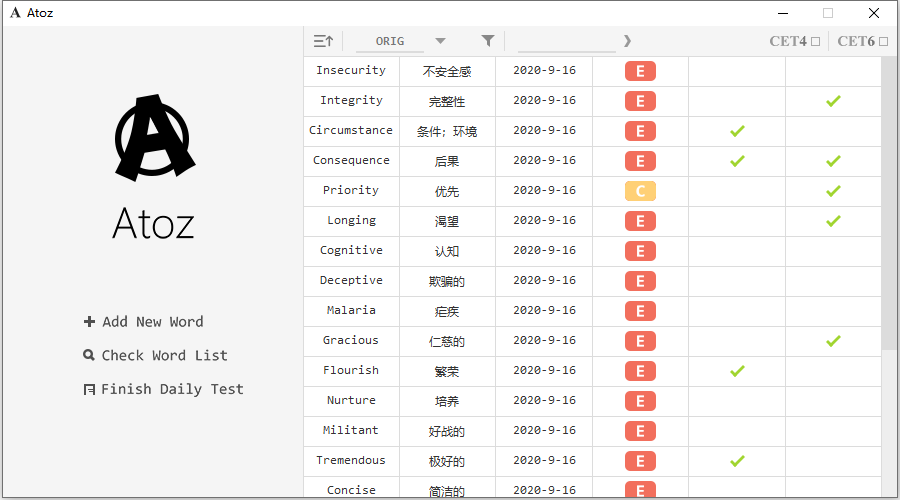 Atoz
ORIG
CET4 CET6
Atoz
Add New Word
Check Word List
Finish Daily Test
Insecurity 不安全感 2020-9-16 E
Integrity 完整性 2020-9-16 E
Circumstance 条件；环境 2020-9-16 E
Consequence 后果 2020-9-16 E
Priority 优先 2020-9-16 C
Longing 渴望 2020-9-16 E
Cognitive 认知 2020-9-16 E
Deceptive 欺骗的 2020-9-16 E
Malaria 疟疾 2020-9-16 E
Gracious 仁慈的 2020-9-16 E
Flourish 繁荣 2020-9-16 E
Nurture 培养 2020-9-16 E
Militant 好战的 2020-9-16 E
Tremendous 极好的 2020-9-16 E
Concise 简洁的 2020-9-16 E